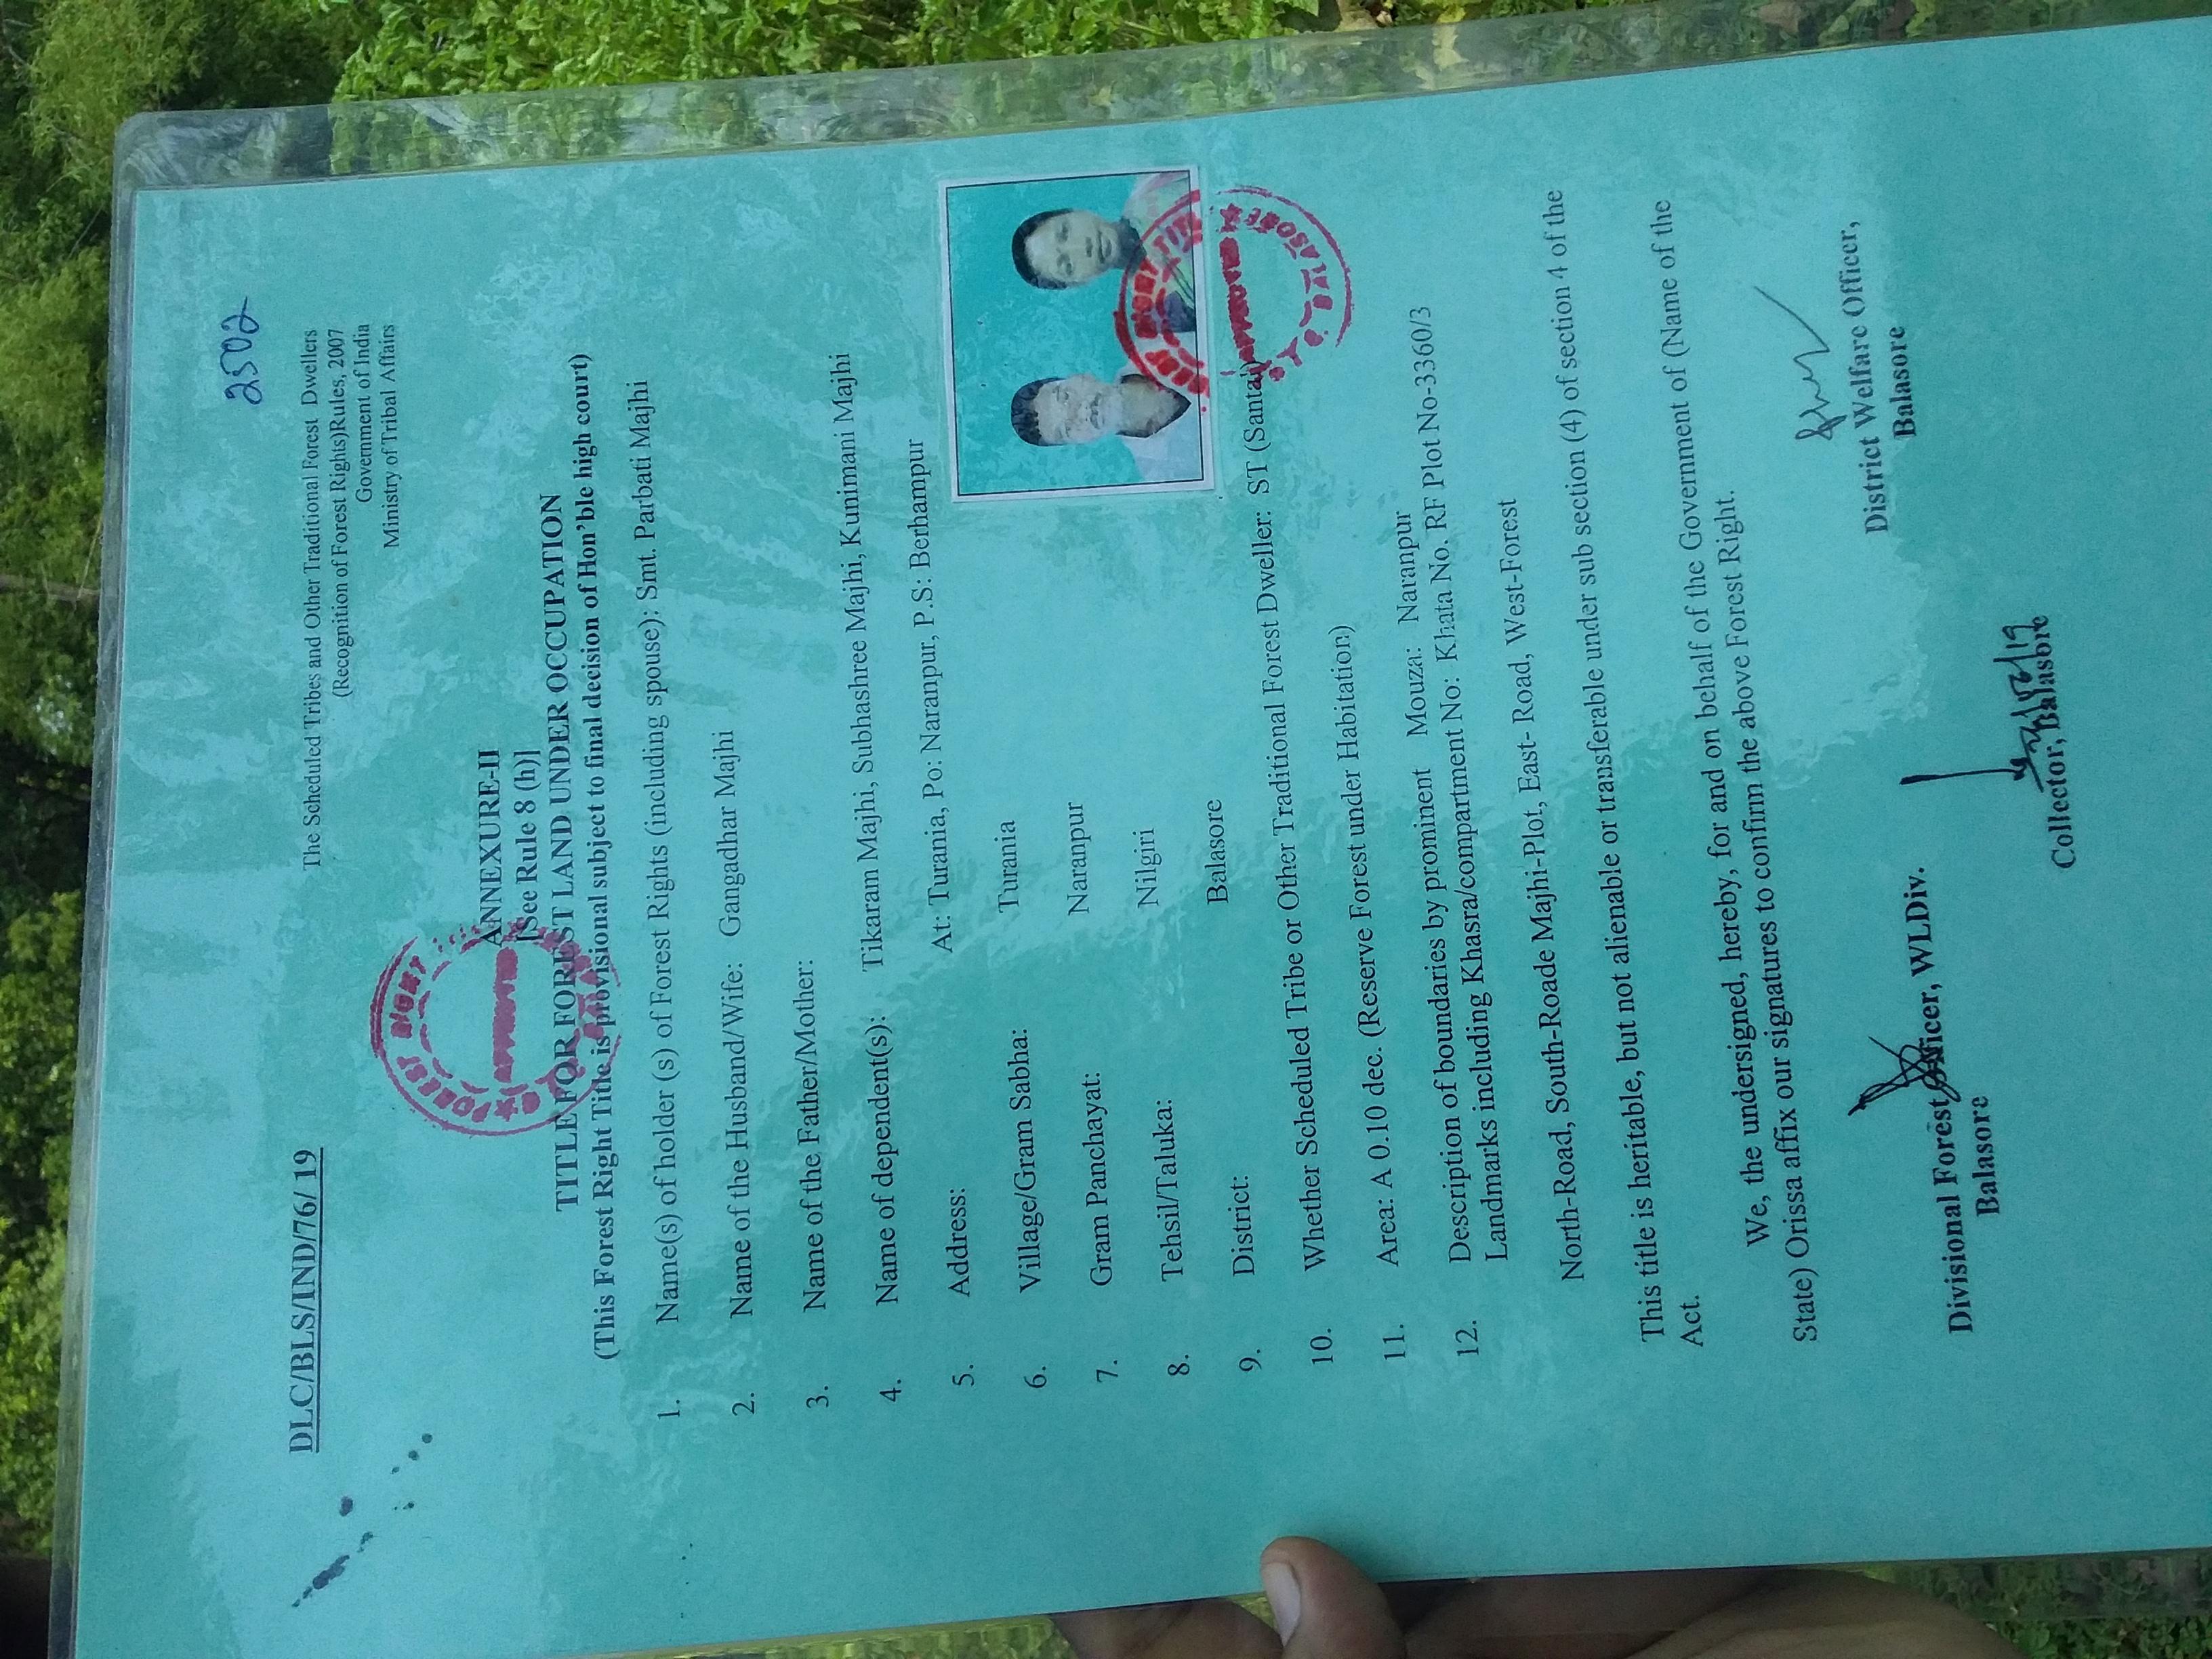 25702
DLC/BLS/IND/76/ 19
The Scheduled Tribes and Other Traditional Forest Dwellers
(Recognition of Forest Rights)Rules, 2007
Government of India
Ministry of Tribal Affairs
FOREST RIGHT
APPROVED
ANNEXURE-II
[See Rule 8 (h)]
TITLE FOR FOREST LAND UNDER OCCUPATION
(This Forest Right Title is provisional subject to final decision of Hon'ble high court)
1. Name(s) of holder (s) of Forest Rights (including spouse): Smt. Parbati Majhi
2. Name of the Husband/Wife: Gangadhar Majhi
3. Name of the Father/Mother:
4. Name of dependent(s): Tikaram Majhi, Subhashree Majhi, Kunimani Majhi
5. Address: At: Turania, Po: Naranpur, P.S: Berhampur
6. Village/Gram Sabha: Turania
7. Gram Panchayat: Naranpur
8. Tehsil/Taluka: Nilgiri
9. District: Balasore
10. Whether Scheduled Tribe or Other Traditional Forest Dweller: ST (Santal)
APPROVED
BALASORE
11. Area: A 0.10 dec. (Reserve Forest under Habitation)
12. Description of boundaries by prominent Mouza: Naranpur
Landmarks including Khasra/compartment No: Khata No. RF Plot No-3360/3
North-Road, South-Roade Majhi-Plot, East- Road, West-Forest
This title is heritable, but not alienable or transferable under sub section (4) of section 4 of the
Act.
We, the undersigned, hereby, for and on behalf of the Government of (Name of the
State) Orissa affix our signatures to confirm the above Forest Right.
Divisional Forest Officer, WLDiv.
Balasore
District Welfare Officer,
Balasore
Collector, Balasore